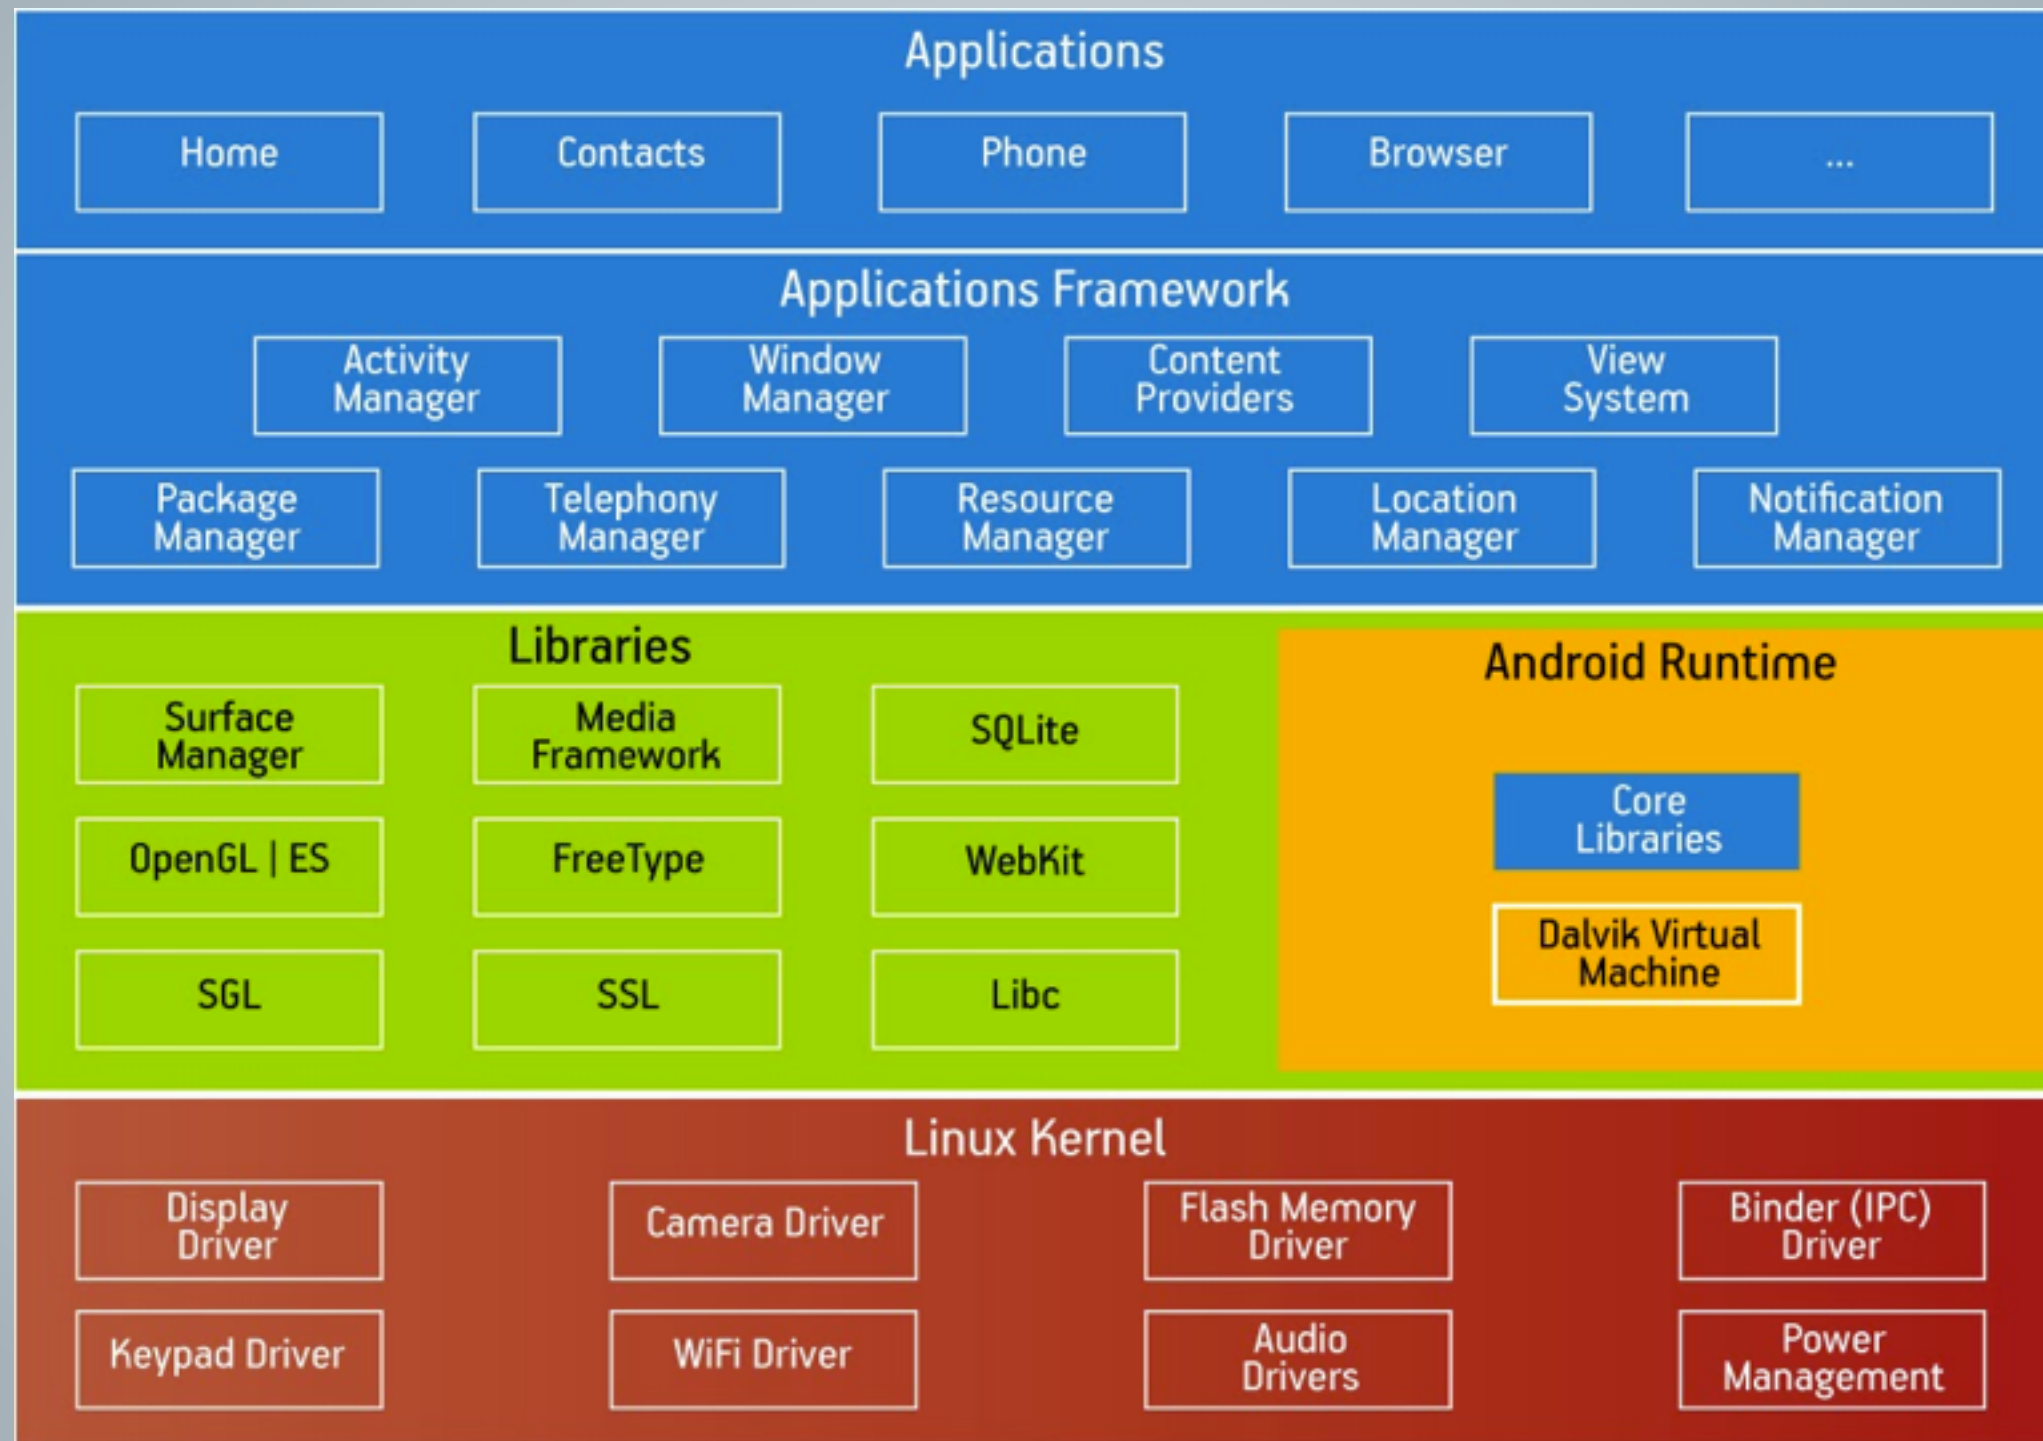 Applications
Home
Contacts
Phone
Browser
...
Applications Framework
Activity
Manager
Window
Manager
Content
Providers
View
System
Package
Manager
Telephony
Manager
Resource
Manager
Location
Manager
Notification
Manager
Libraries
Surface
Manager
Media
Framework
SQLite
OpenGL | ES
FreeType
WebKit
SGL
SSL
Libc
Android Runtime
Core
Libraries
Dalvik Virtual
Machine
Linux Kernel
Display
Driver
Camera Driver
Flash Memory
Driver
Binder (IPC)
Driver
Keypad Driver
WiFi Driver
Audio
Drivers
Power
Management